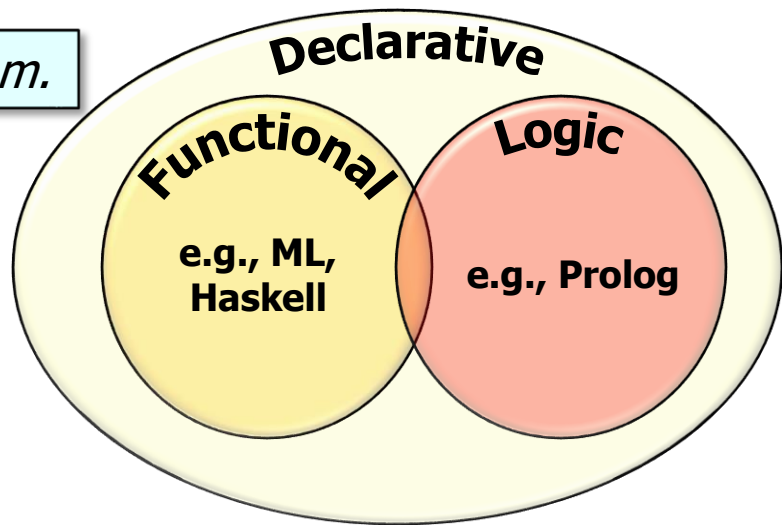 m.
Declarative
Functional
Logic
e.g., ML,
Haskell
e.g., Prolog